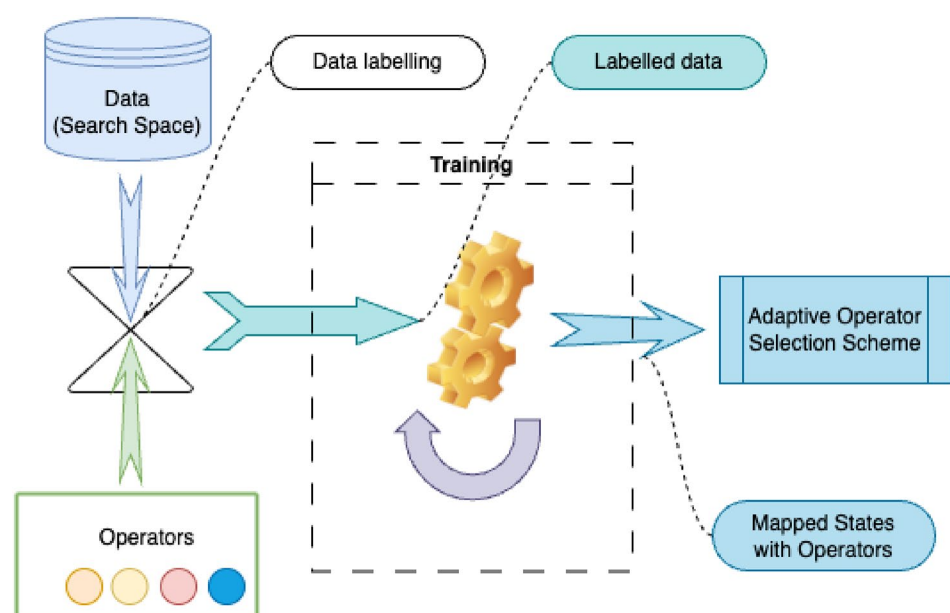 Data labelling
Labelled data
Data
(Search Space)
Training
Adaptive Operator
Selection Scheme
Operators
Mapped States
with Operators